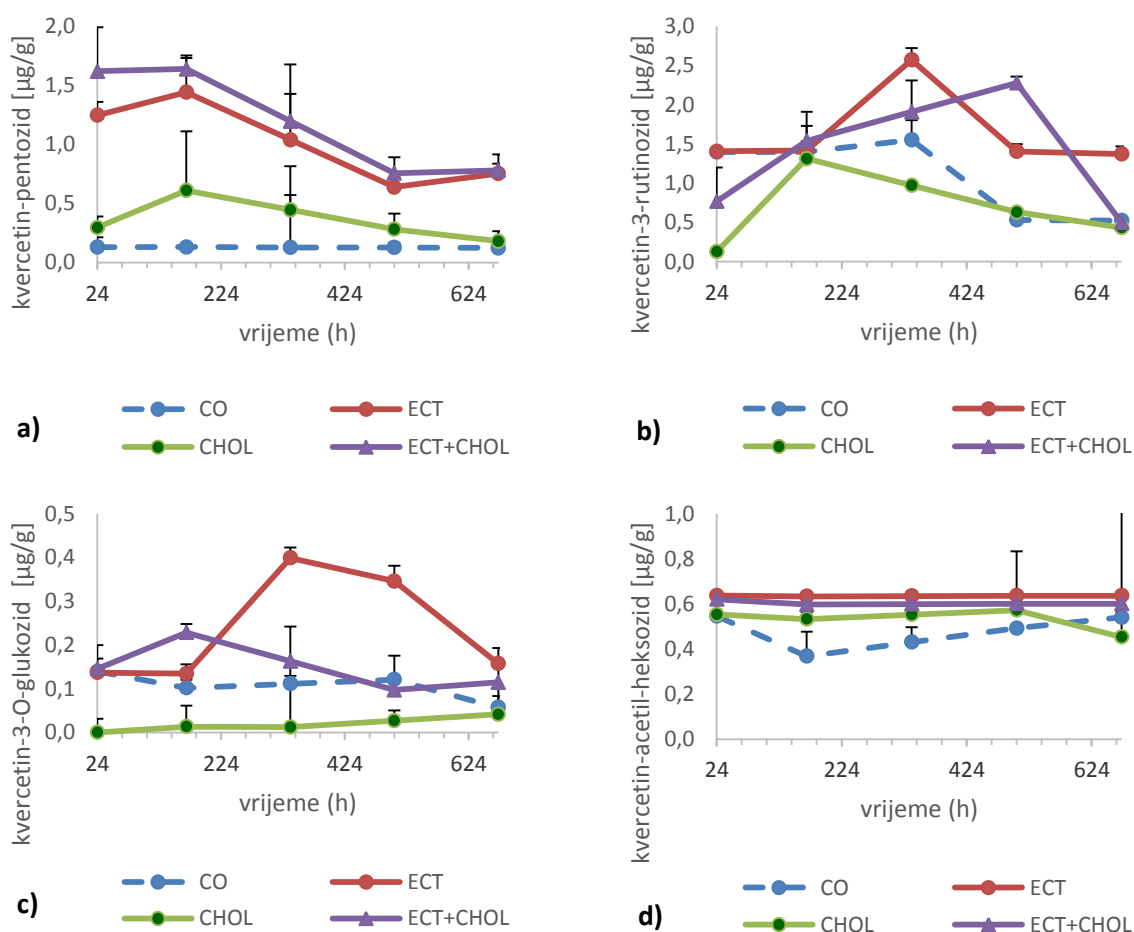 kvercetin-pentozid [µg/g]
2,0
1,5
1,0
0,5
0,0
24 224 424 624
vrijeme (h)
CO ECT
CHOL ECT+CHOL
a)
kvercetin-3-rutinozid [µg/g]
3,0
2,5
2,0
1,5
1,0
0,5
0,0
24 224 424 624
vrijeme (h)
CO ECT
CHOL ECT+CHOL
b)
kvercetin-3-O-glukozid [µg/g]
0,5
0,4
0,3
0,2
0,1
0,0
24 224 424 624
vrijeme (h)
CO ECT
CHOL ECT+CHOL
c)
kvercetin-acetil-heksozid [µg/g]
1,0
0,8
0,6
0,4
0,2
0,0
24 224 424 624
vrijeme (h)
CO ECT
CHOL ECT+CHOL
d)